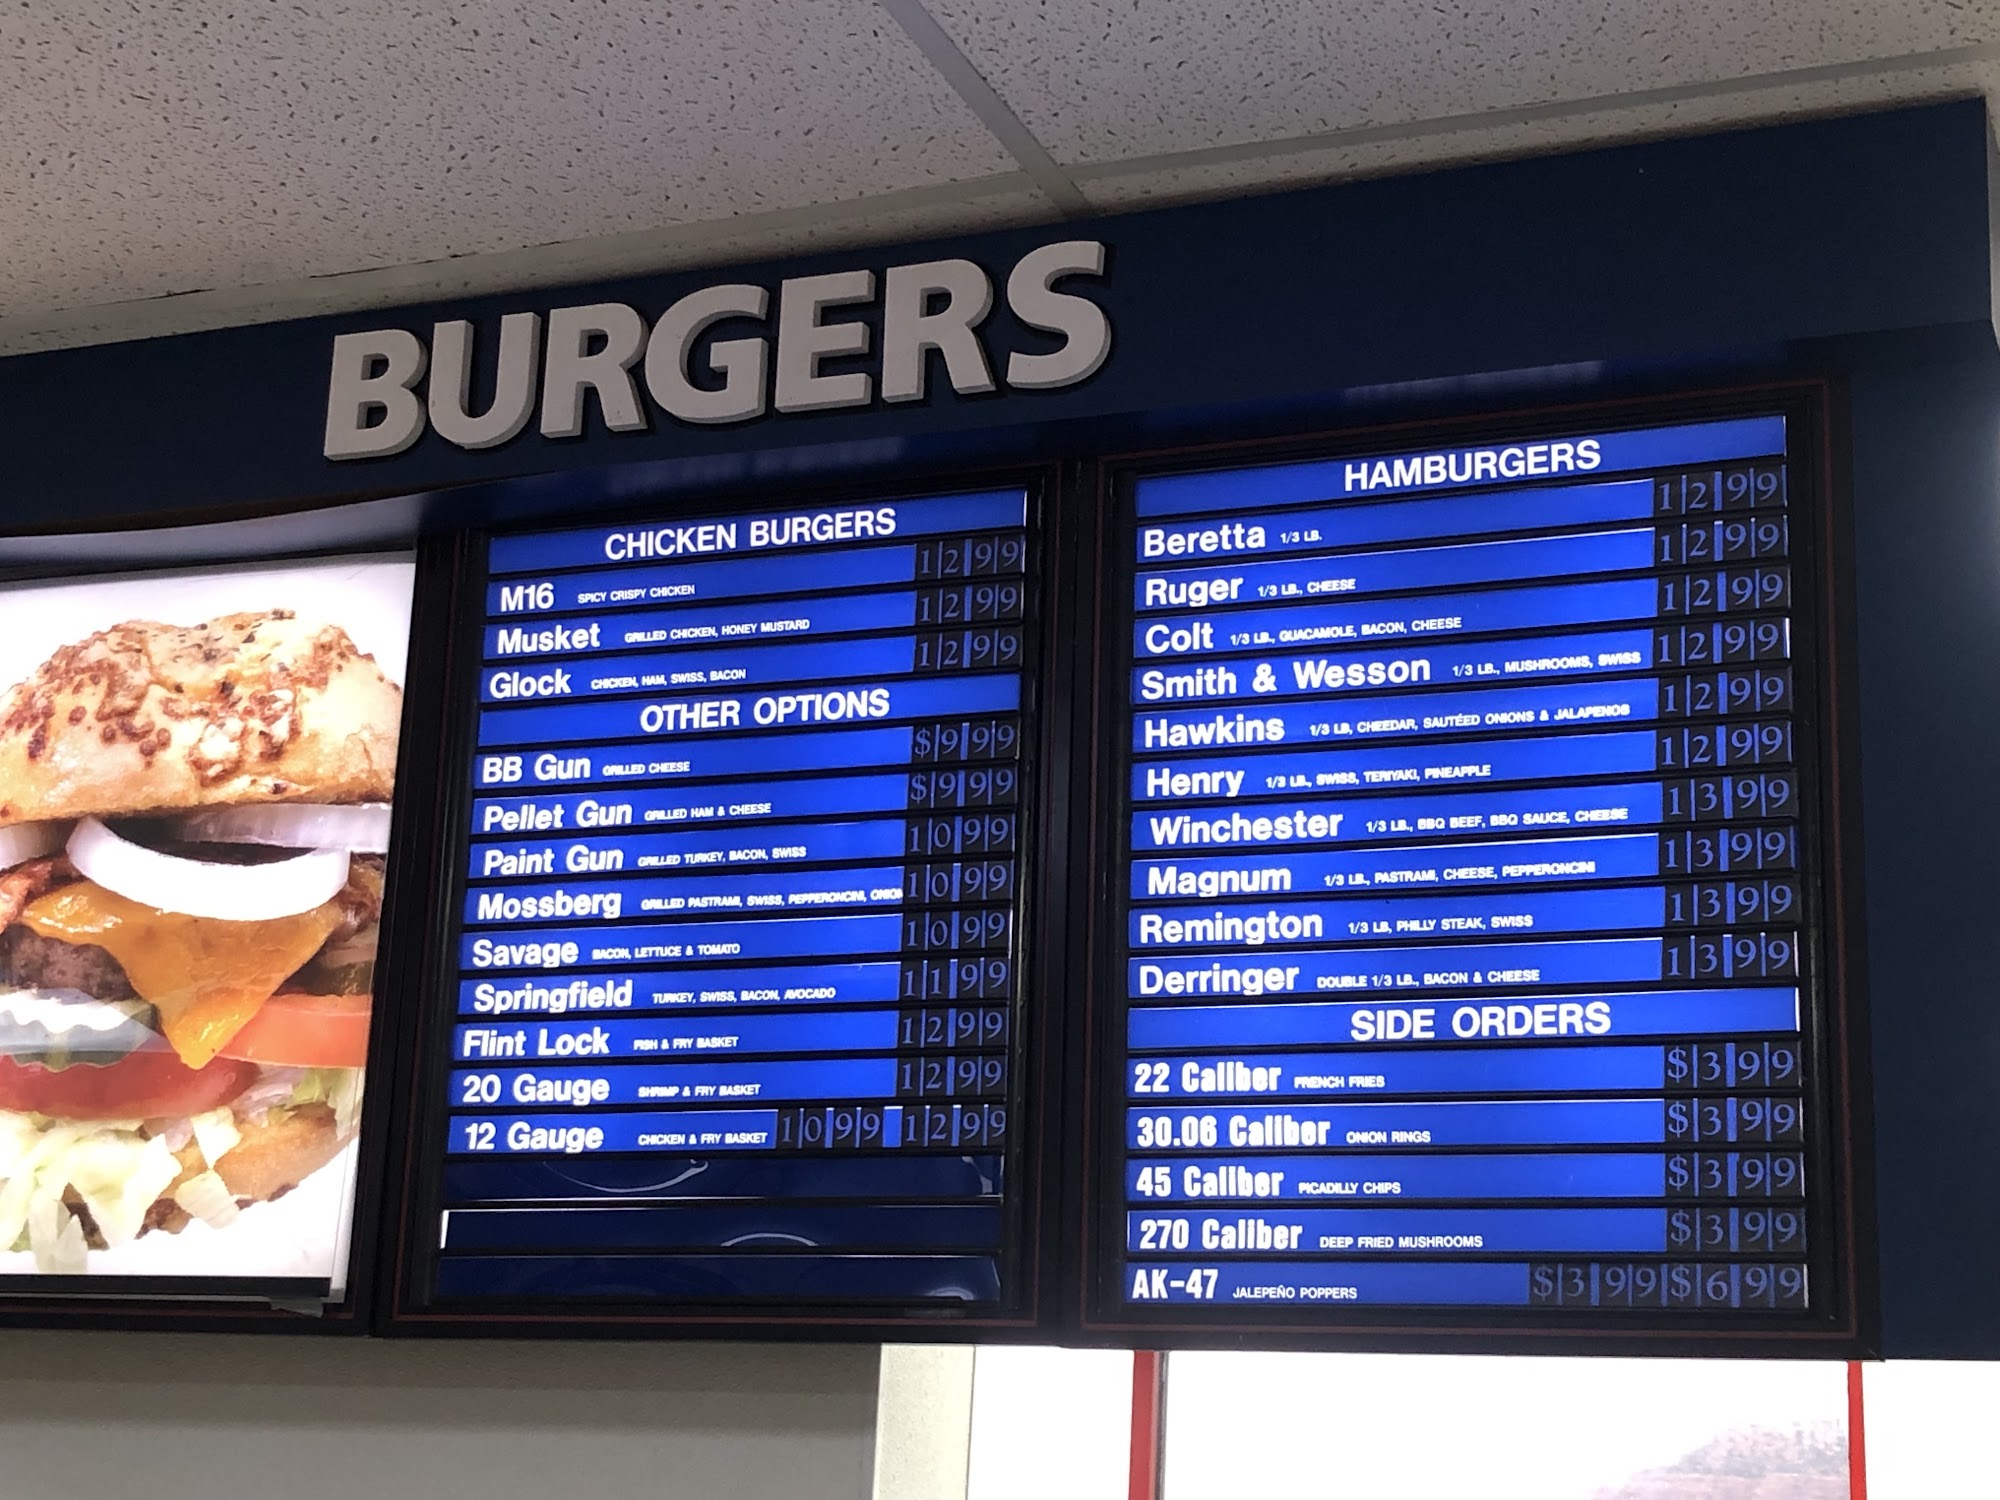 BURGERS
CHICKEN BURGERS
M16 SPICY CRISPY CHICKEN 12 99
Musket GRILLED CHICKEN, HONEY MUSTARD 12 99
Glock CHICKEN, HAM, SWISS, BACON 12 99
OTHER OPTIONS
BB Gun GRILLED CHEESE $9 99
Pellet Gun GRILLED HAM & CHEESE $9 99
Paint Gun GRILLED TURKEY, BACON, SWISS 10 99
Mossberg GRILLED PASTRAMI, SWISS, PEPPERONCINI, ONION 10 99
Savage BACON, LETTUCE & TOMATO 10 99
Springfield TURKEY, SWISS, BACON, AVOCADO 11 99
Flint Lock FISH & FRY BASKET 12 99
20 Gauge SHRIMP & FRY BASKET 12 99
12 Gauge CHICKEN & FRY BASKET 10 99 12 99
HAMBURGERS
Beretta 1/3 LB. 12 99
Ruger 1/3 LB., CHEESE 12 99
Colt 1/3 LB., GUACAMOLE, BACON, CHEESE 12 99
Smith & Wesson 1/3 LB., MUSHROOMS, SWISS 12 99
Hawkins 1/3 LB, CHEEDAR, SAUTÉED ONIONS & JALAPENOS 12 99
Henry 1/3 LB., SWISS, TERIYAKI, PINEAPPLE 12 99
Winchester 1/3 LB., BBQ BEEF, BBQ SAUCE, CHEESE 13 99
Magnum 1/3 LB., PASTRAMI, CHEESE, PEPPERONCINI 13 99
Remington 1/3 LB, PHILLY STEAK, SWISS 13 99
Derringer DOUBLE 1/3 LB., BACON & CHEESE 13 99
SIDE ORDERS
22 Caliber FRENCH FRIES $3 99
30.06 Caliber ONION RINGS $3 99
45 Caliber PICADILLY CHIPS $3 99
270 Caliber DEEP FRIED MUSHROOMS $3 99
AK-47 JALEPEÑO POPPERS $3 99 $6 99